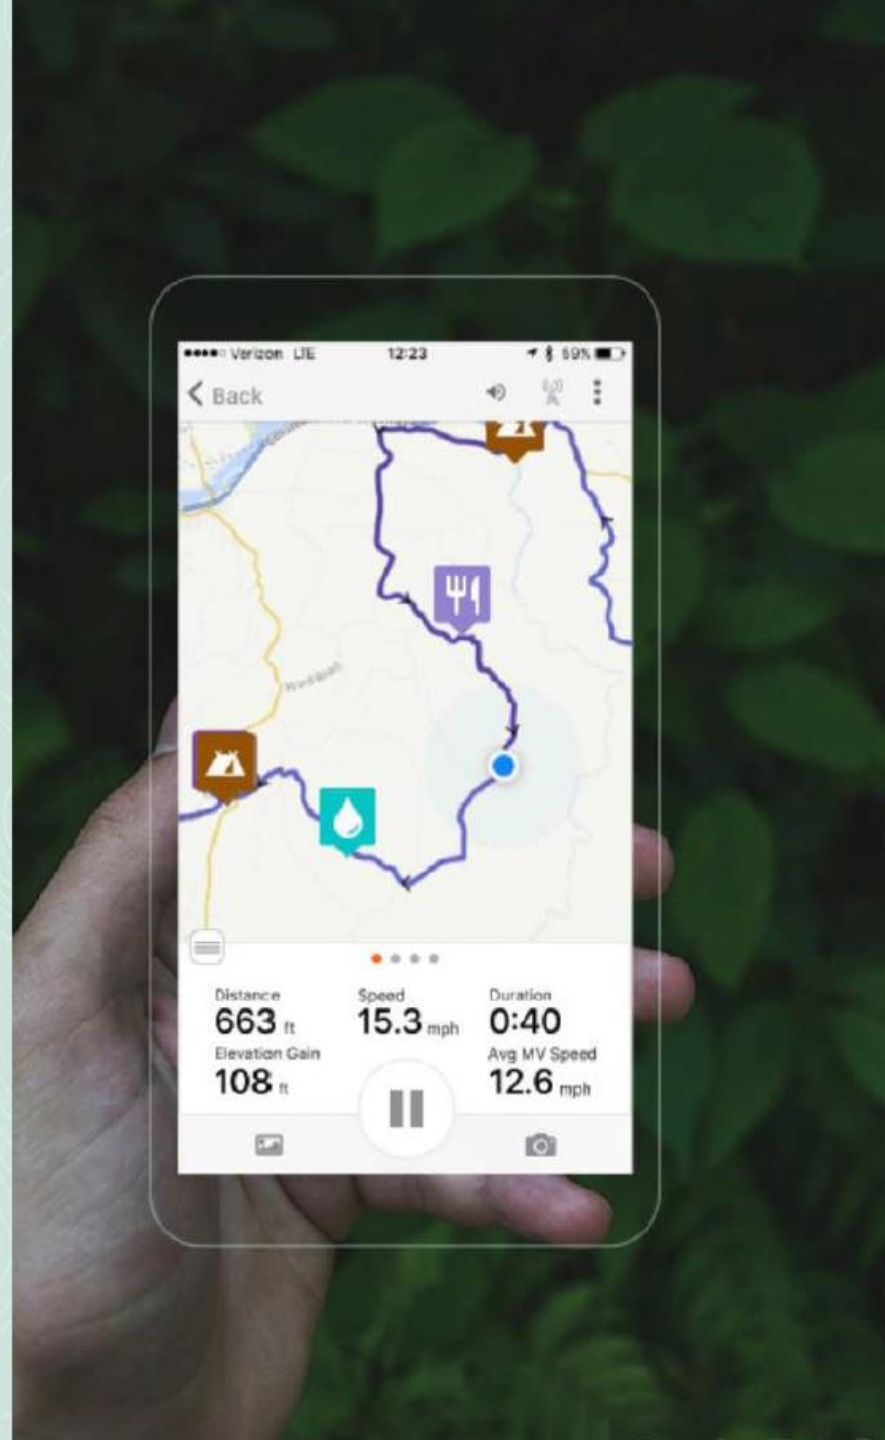 Verizon LTE 12:23 59%
Back
Distance Speed Duration
663 ft 15.3 mph 0:40
Elevation Gain Avg MV Speed
108 ft 12.6 mph